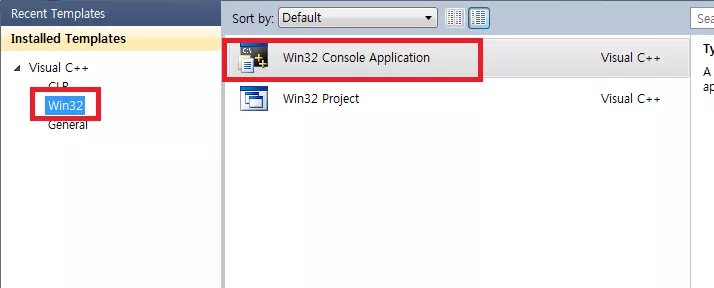 Recent Templates
Installed Templates
Visual C++
CLR
Win32
General
Sort by: Default
C:\
Win32 Console Application Visual C++
Win32 Project Visual C++
Sea
Ty
A
ap